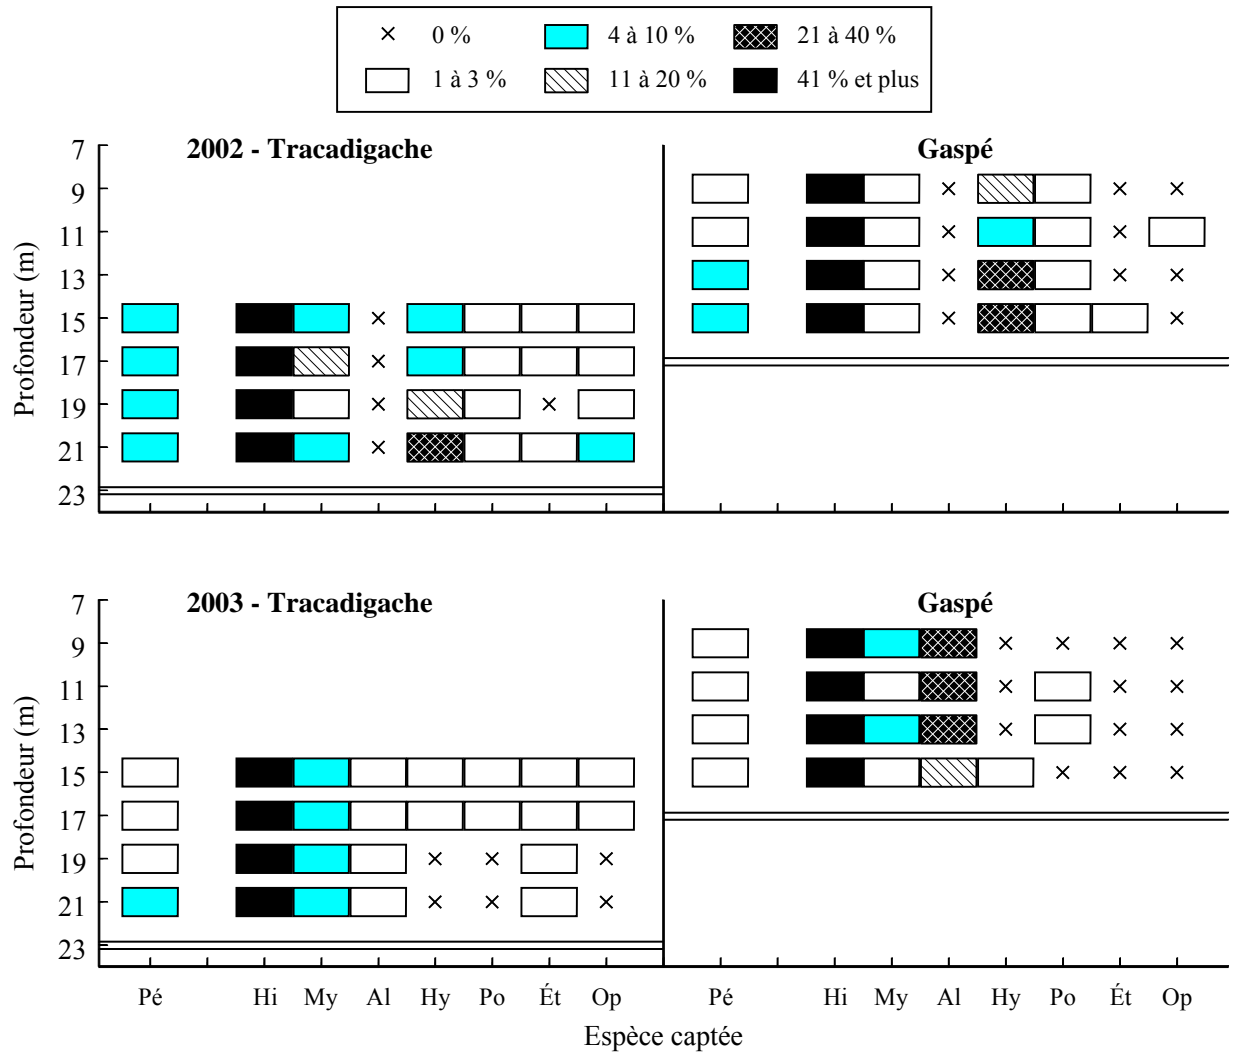 0 % 4 à 10 % 21 à 40 %
1 à 3 % 11 à 20 % 41 % et plus
2002 - Tracadigache Gaspé
Profondeur (m)
7
9
11
13
15
17
19
21
23
2003 - Tracadigache Gaspé
Profondeur (m)
7
9
11
13
15
17
19
21
23
Pé Hi My Al Hy Po Ét Op Pé Hi My Al Hy Po Ét Op
Espèce captée